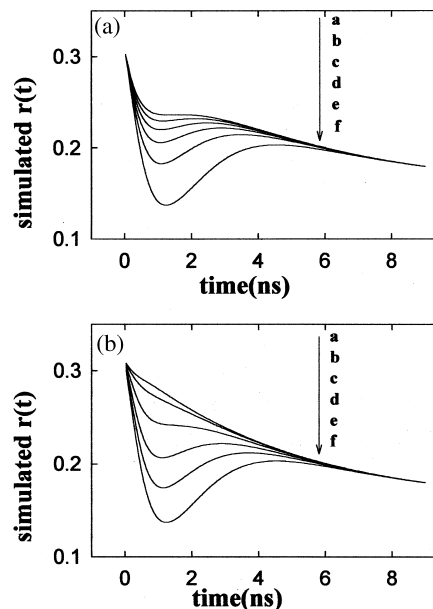 (a)
a
b
c
d
e
f
0.3
0.2
0.1
simulated r(t)
0 2 4 6 8
time(ns)
(b)
a
b
c
d
e
f
0.3
0.2
0.1
simulated r(t)
0 2 4 6 8
time(ns)